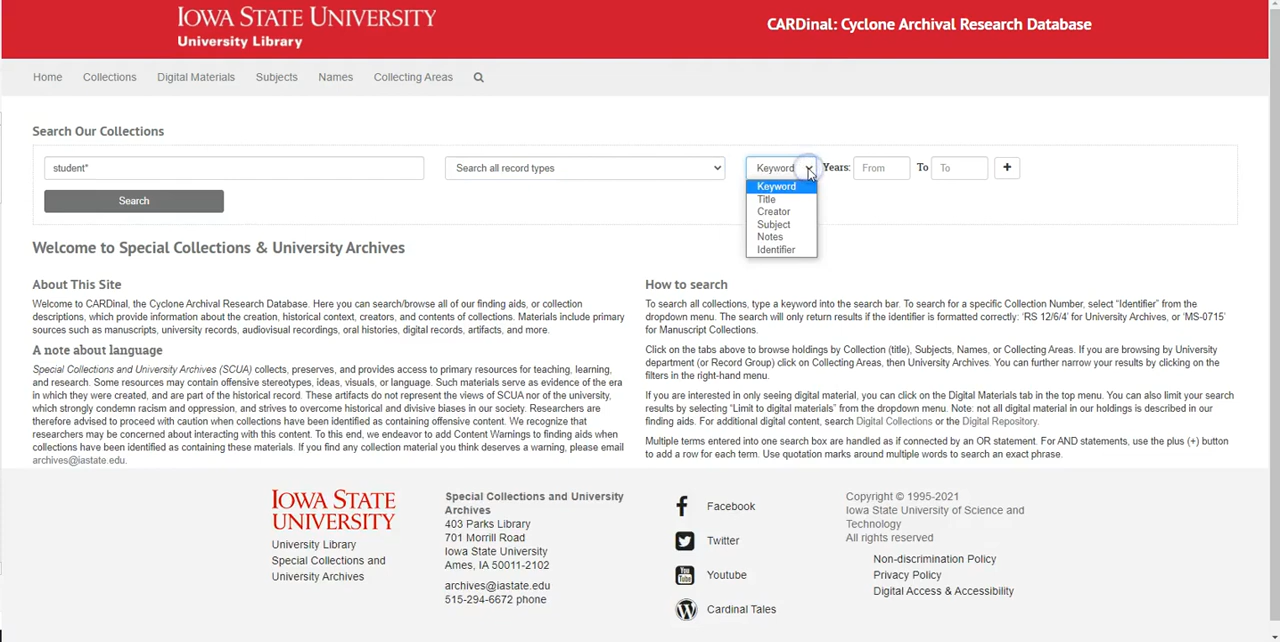 IOWA STATE UNIVERSITY
University Library
CARDinal: Cyclone Archival Research Database
Home Collections Digital Materials Subjects Names Collecting Areas
Search Our Collections
student* Search all record types Keyword Years: From To To +
Keyword
Title
Creator
Subject
Notes
Identifier
Search
Welcome to Special Collections & University Archives
About This Site
Welcome to CARDinal, the Cyclone Archival Research Database. Here you can search/browse all of our finding aids, or collection
descriptions, which provide information about the creation, historical context, creators, and contents of collections. Materials include primary
sources such as manuscripts, university records, audiovisual recordings, oral histories, digital records, artifacts, and more.
A note about language
Special Collections and University Archives (SCUA) collects, preserves, and provides access to primary resources for teaching, learning,
and research. Some resources may contain offensive stereotypes, ideas, visuals, or language. Such materials serve as evidence of the era
in which they were created, and are part of the historical record. These artifacts do not represent the views of SCUA nor of the university,
which strongly condemn racism and oppression, and strives to overcome historical and divisive biases in our society. Researchers are
therefore advised to proceed with caution when collections have been identified as containing offensive content. We recognize that
researchers may be concerned about interacting with this content. To this end, we endeavor to add Content Warnings to finding aids when
collections have been identified as containing these materials. If you find any collection material you think deserves a warning, please email
archives@iastate.edu.
How to search
To search all collections, type a keyword into the search bar. To search for a specific Collection Number, select “Identifier” from the
dropdown menu. The search will only return results if the identifier is formatted correctly: ‘RS 12/6/4’ for University Archives, or ‘MS-0715’
for Manuscript Collections.
Click on the tabs above to browse holdings by Collection (title), Subjects, Names, or Collecting Areas. If you are browsing by University
department (or Record Group) click on Collecting Areas, then University Archives. You can further narrow your results by clicking on the
filters in the right-hand menu.
If you are interested in only seeing digital material, you can click on the Digital Materials tab in the top menu. You can also limit your search
results by selecting “Limit to digital materials” from the dropdown menu. Note: not all digital material in our holdings is described in our
finding aids. For additional digital content, search Digital Collections or the Digital Repository.
Multiple terms entered into one search box are handled as if connected by an OR statement. For AND statements, use the plus (+) button
to add a row for each term. Use quotation marks around multiple words to search an exact phrase.
IOWA STATE
UNIVERSITY
University Library
Special Collections and
University Archives
Special Collections and University
Archives
403 Parks Library
701 Morrill Road
Iowa State University
Ames, IA 50011-2102
archives@iastate.edu
515-294-6672 phone
Facebook
Twitter
Youtube
Cardinal Tales
Copyright © 1995-2021
Iowa State University of Science and
Technology
All rights reserved
Non-discrimination Policy
Privacy Policy
Digital Access & Accessibility